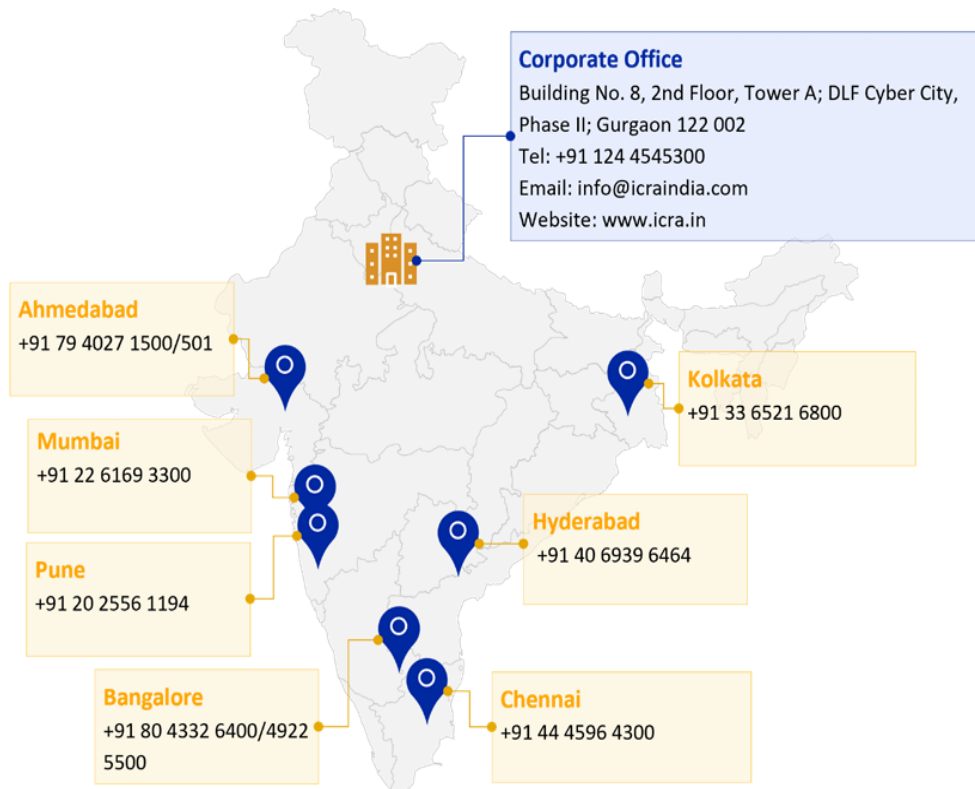 Corporate Office
Building No. 8, 2nd Floor, Tower A; DLF Cyber City,
Phase II; Gurgaon 122 002
Tel: +91 124 4545300
Email: info@icraindia.com
Website: www.icra.in
Ahmedabad
+91 79 4027 1500/501
Kolkata
+91 33 6521 6800
Mumbai
+91 22 6169 3300
Hyderabad
+91 40 6939 6464
Pune
+91 20 2556 1194
Bangalore
+91 80 4332 6400/4922
5500
Chennai
+91 44 4596 4300